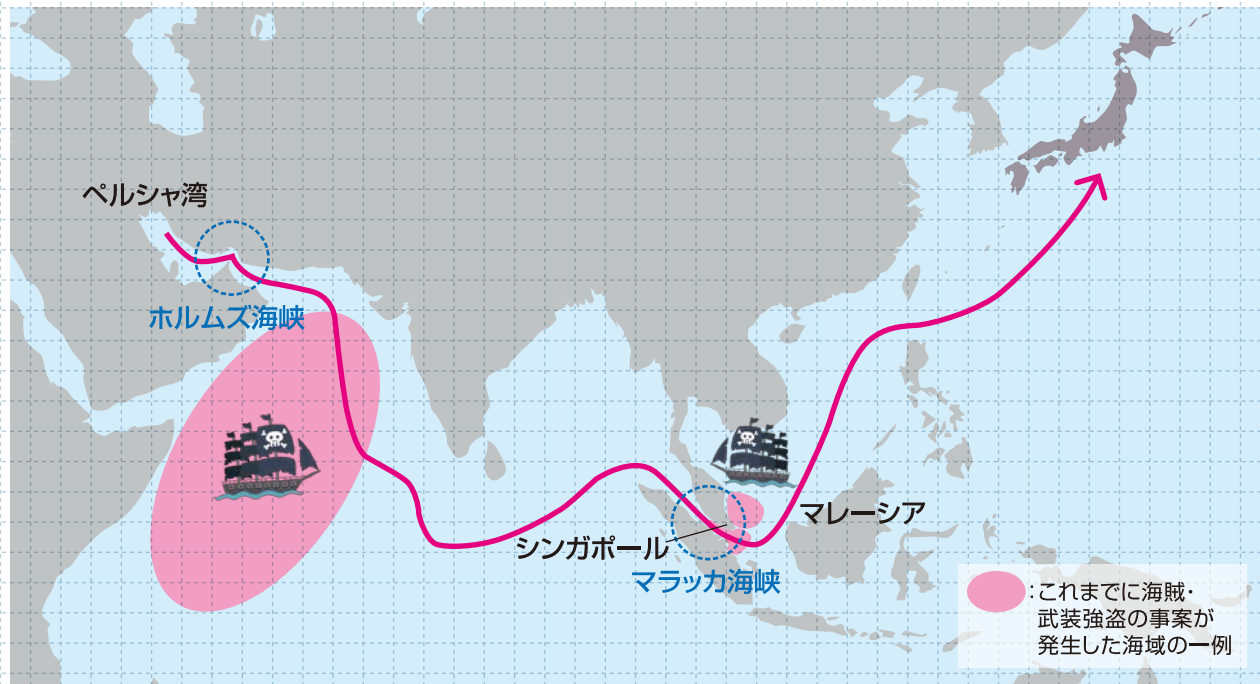 ペルシャ湾
ホルムズ海峡
マレーシア
シンガポール
マラッカ海峡
:これまでに海賊・
武装強盗の事案が
発生した海域の一例